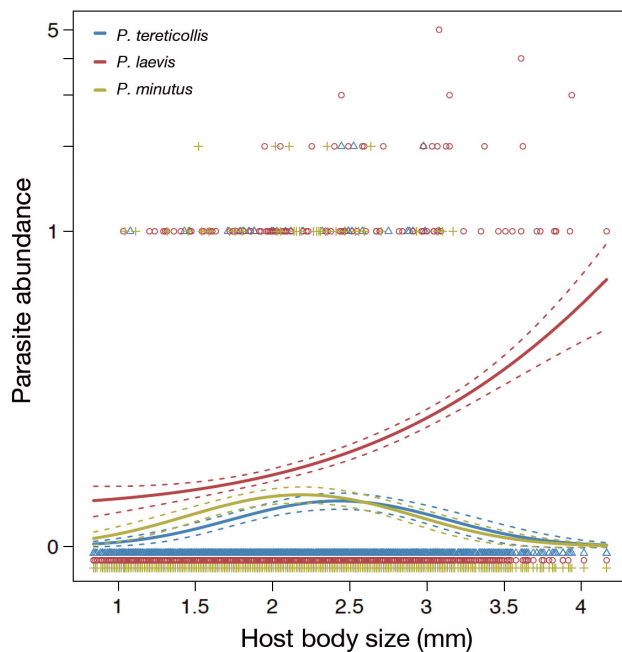 5
P. tereticollis
P. laevis
P. minutus
Parasite abundance
1
0
1 1.5 2 2.5 3 3.5 4
Host body size (mm)